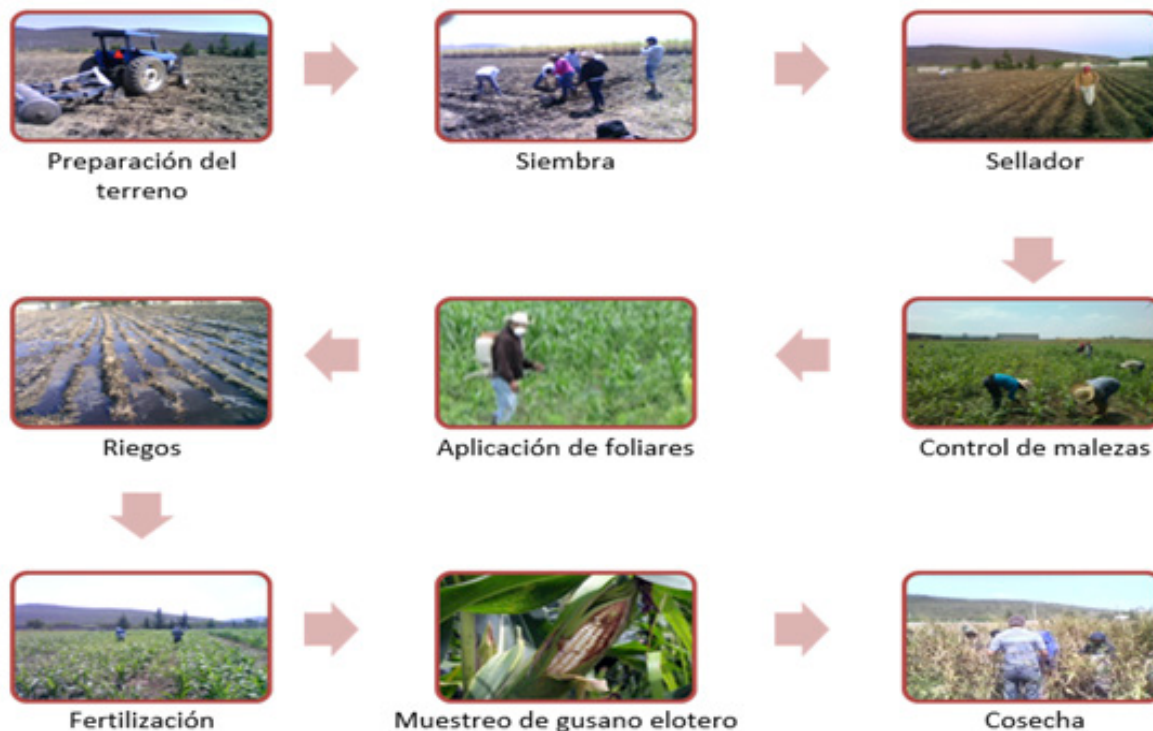 Preparación del
terreno
Siembra
Sellador
Control de malezas
Aplicación de foliares
Riegos
Fertilización
Muestreo de gusano elotero
Cosecha